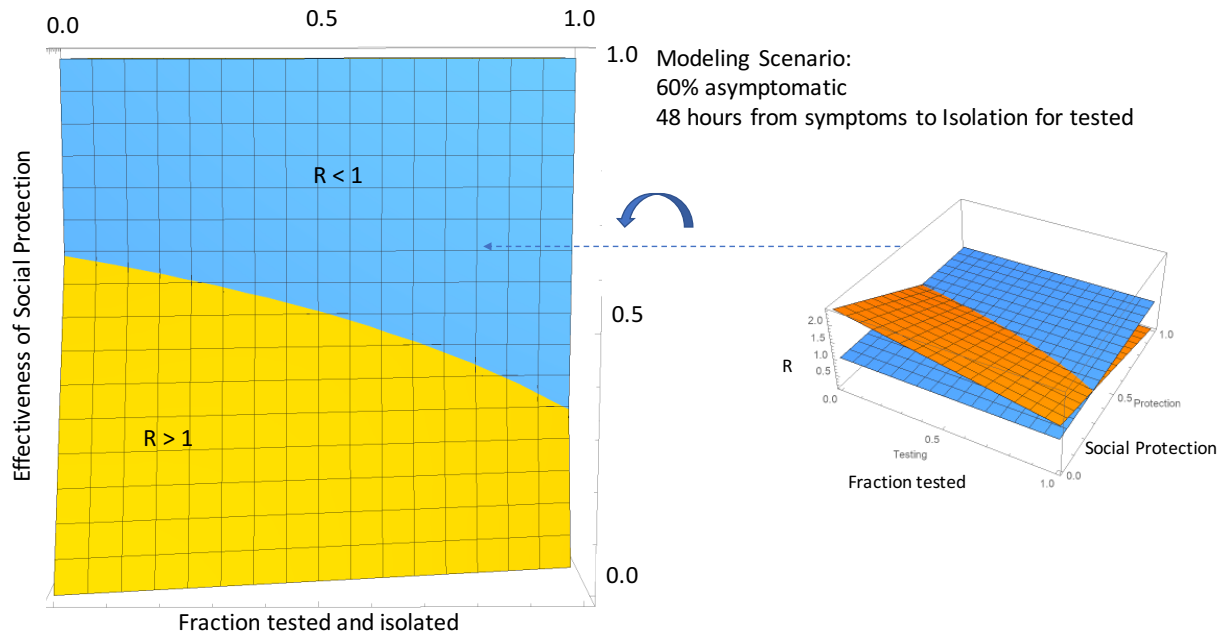 0.0
0.5
1.0
1.0
Modeling Scenario:
60% asymptomatic
48 hours from symptoms to Isolation for tested
Effectiveness of Social Protection
R < 1
0.5
R > 1
0.0
Fraction tested and isolated
2.0
1.5
1.0
0.5
R
0.0
0.5
Testing
1.0
Fraction tested
1.0
0.5
Protection
0.0
Social Protection